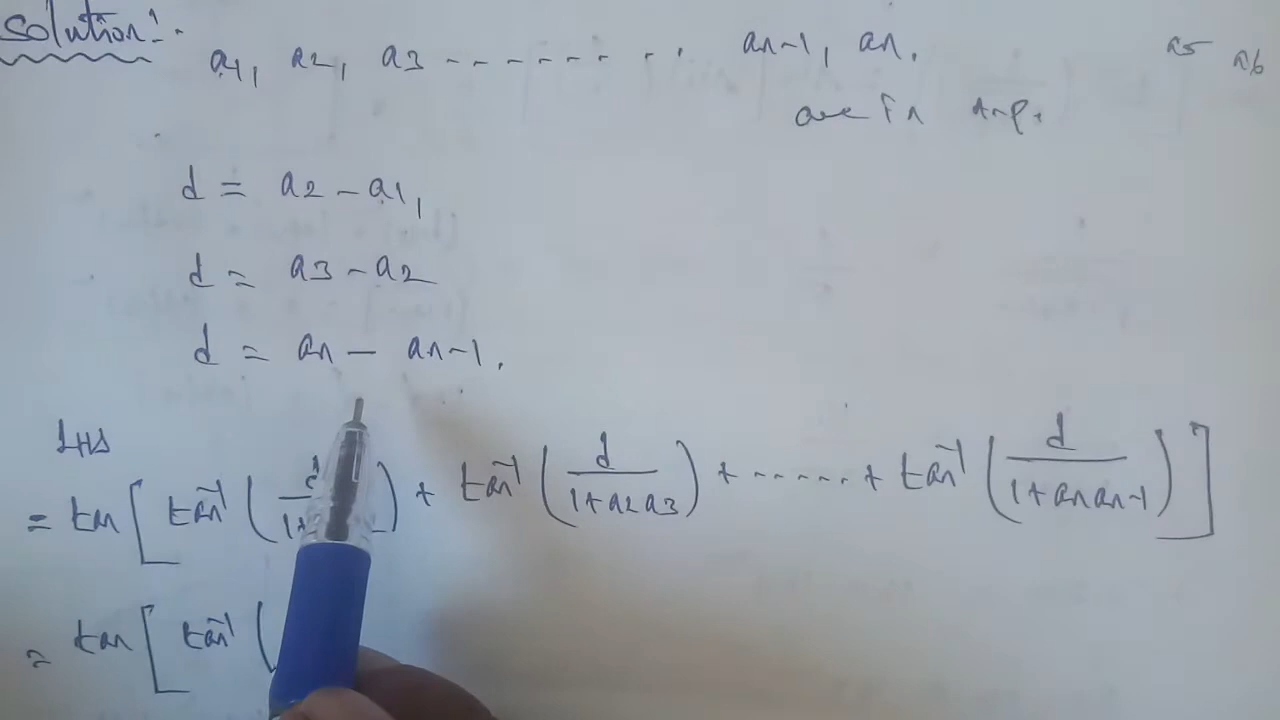 Solution:-
a1, a2, a3 ---------- an-1, an. a5 a6
are in A.p.
d = a2 - a1,
d = a3 - a2
d = an - an-1.
LHS
= tan [ tan⁻¹ ( d/1+ ) + tan⁻¹ ( d/1+a2a3 ) + ...... + tan⁻¹ ( d/1+anan-1 ) ]
= tan [ tan⁻¹ (